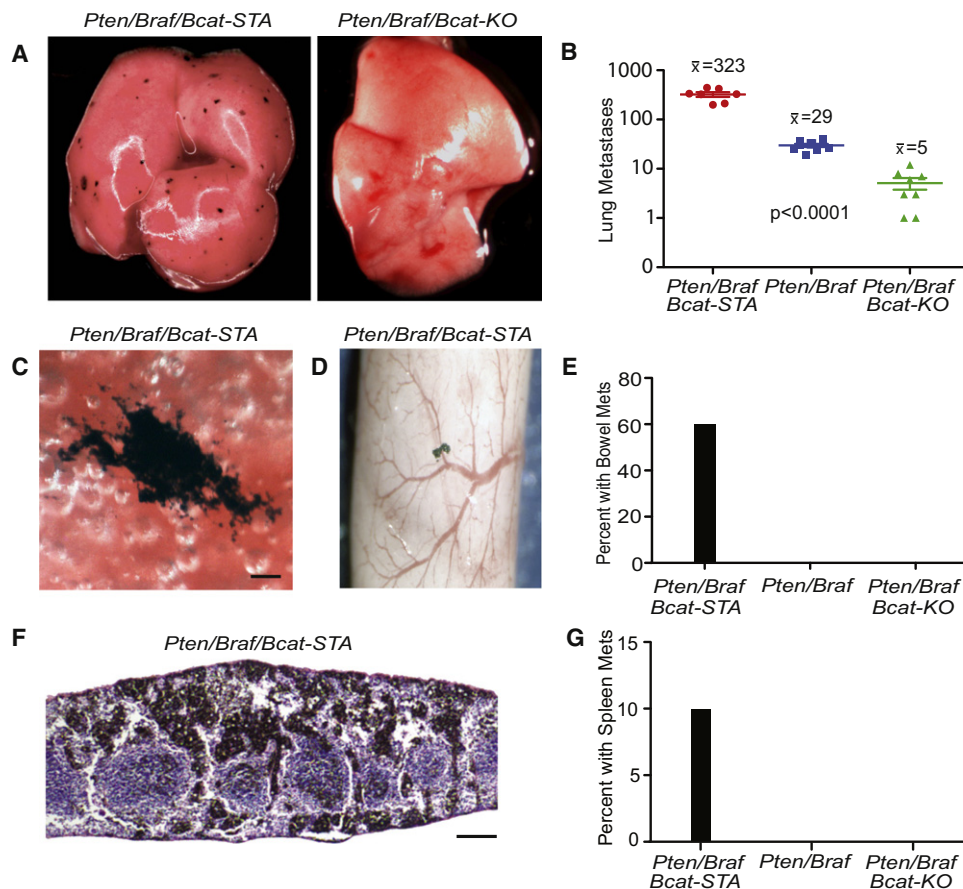 Pten/Braf/Bcat-STA
Pten/Braf/Bcat-KO
A
B
x̄=323
x̄=29
x̄=5
p<0.0001
Lung Metastases
1000
100
10
1
0
Pten/Braf
Bcat-STA
Pten/Braf
Pten/Braf
Bcat-KO
Pten/Braf/Bcat-STA
C
Pten/Braf/Bcat-STA
D
E
Percent with Bowel Mets
80
60
40
20
0
Pten/Braf
Bcat-STA
Pten/Braf
Pten/Braf
Bcat-KO
F
Pten/Braf/Bcat-STA
G
Percent with Spleen Mets
15
10
5
0
Pten/Braf
Bcat-STA
Pten/Braf
Pten/Braf
Bcat-KO